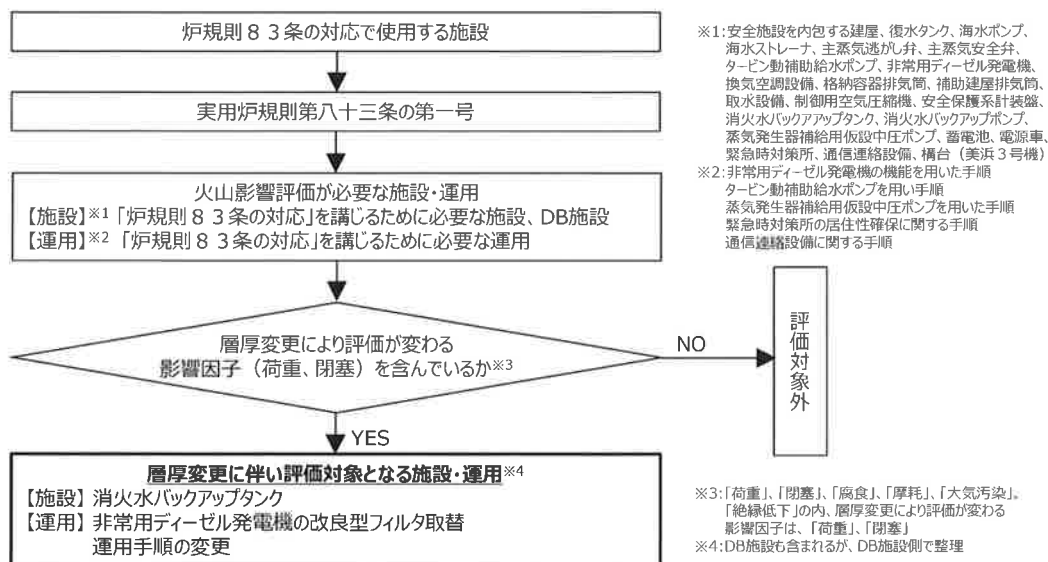 炉規則８３条の対応で使用する施設
実用炉規則第八十三条の第一号
火山影響評価が必要な施設・運用
【施設】※1「炉規則８３条の対応」を講じるために必要な施設、DB施設
【運用】※2「炉規則８３条の対応」を講じるために必要な運用
層厚変更により評価が変わる
影響因子（荷重、閉塞）を含んでいるか※3
NO
評価対象外
YES
層厚変更に伴い評価対象となる施設・運用※4
【施設】消火水バックアップタンク
【運用】非常用ディーゼル発電機の改良型フィルタ取替
運用手順の変更
※1:安全施設を内包する建屋、復水タンク、海水ポンプ、
海水ストレーナ、主蒸気逃がし弁、主蒸気安全弁、
タービン動補助給水ポンプ、非常用ディーゼル発電機、
換気空調設備、格納容器排気筒、補助建屋排気筒、
取水設備、制御用空気圧縮機、安全保護系計装盤、
消火水バックアアップタンク、消火水バックアップポンプ、
蒸気発生器補給用仮設中圧ポンプ、蓄電池、電源車、
緊急時対策所、通信連絡設備、構台（美浜３号機）
※2:非常用ディーゼル発電機の機能を用いた手順
タービン動補助給水ポンプを用い手順
蒸気発生器補給用仮設中圧ポンプを用いた手順
緊急時対策所の居住性確保に関する手順
通信連絡設備に関する手順
※3:「荷重」、「閉塞」、「腐食」、「摩耗」、「大気汚染」。
「絶縁低下」の内、層厚変更により評価が変わる
影響因子は、「荷重」、「閉塞」
※4:DB施設も含まれるが、DB施設側で整理